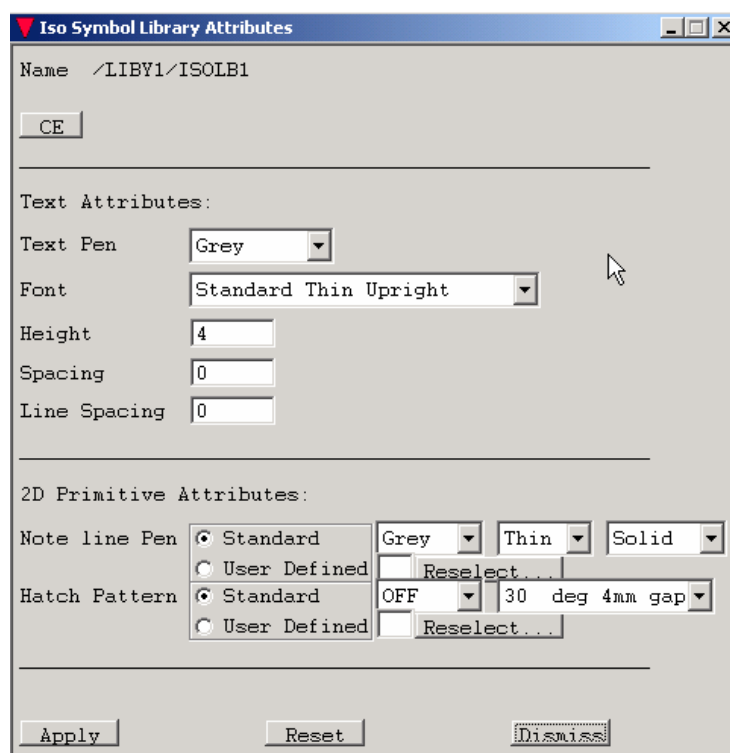 Iso Symbol Library Attributes
Name /LIBY1/ISOLB1
CE
Text Attributes:
Text Pen Grey
Font Standard Thin Upright
Height 4
Spacing 0
Line Spacing 0
2D Primitive Attributes:
Note line Pen Standard Grey Thin Solid
User Defined Reselect...
Hatch Pattern Standard OFF 30 deg 4mm gap
User Defined Reselect...
Apply Reset Dismiss